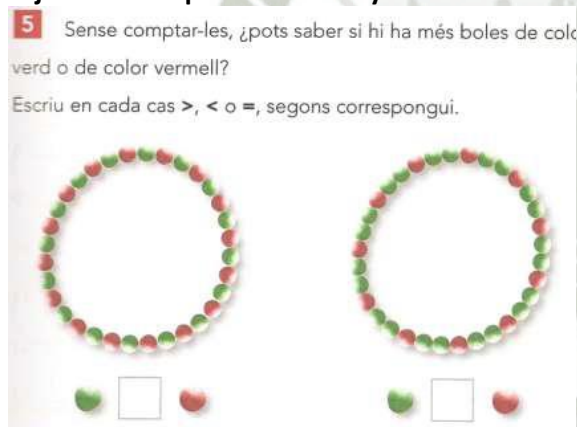 5 Sense comptar-les, ¿pots saber si hi ha més boles de
verd o de color vermell?
Escriu en cada cas >, < o =, segons correspongui.